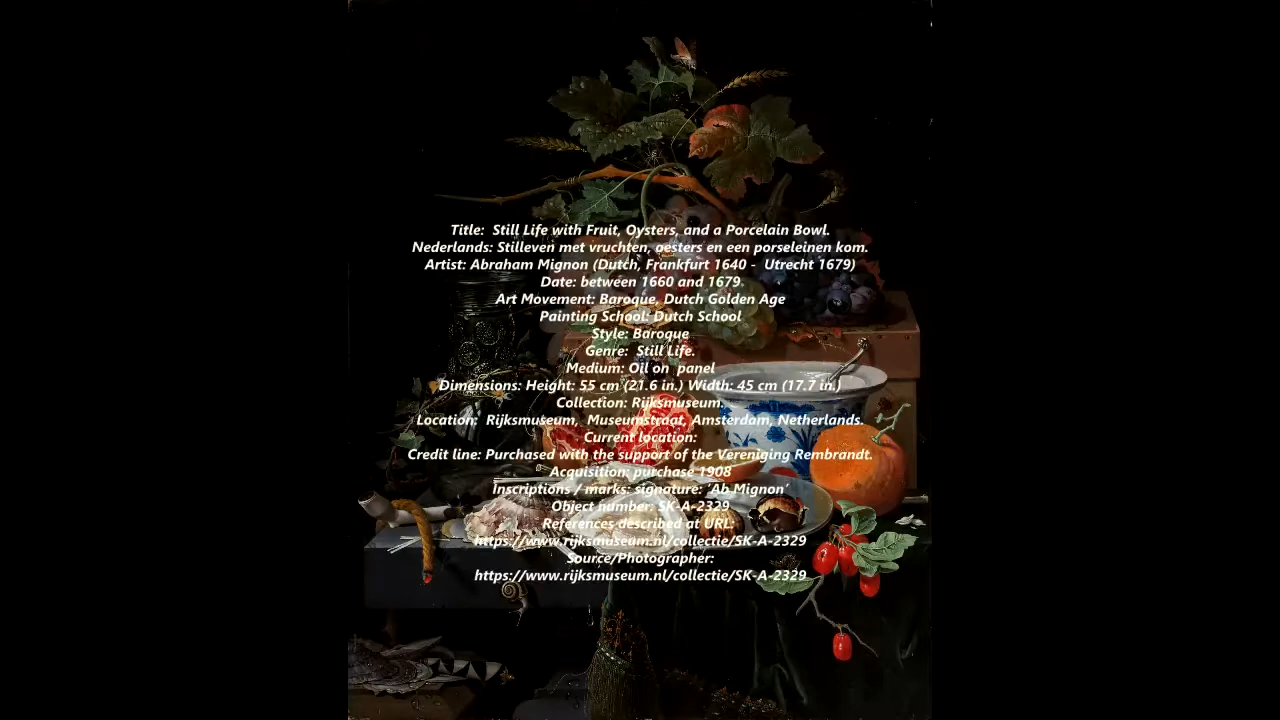 Title:  Still Life with Fruit, Oysters, and a Porcelain Bowl.
Nederlands: Stilleven met vruchten, oesters en een porseleinen kom.
Artist: Abraham Mignon (Dutch, Frankfurt 1640 -  Utrecht 1679)
Date: between 1660 and 1679.
Art Movement: Baroque, Dutch Golden Age
Painting School: Dutch School
Style: Baroque
Genre:  Still Life.
Medium: Oil on  panel
Dimensions: Height: 55 cm (21.6 in.) Width: 45 cm (17.7 in.)
Collection: Rijksmuseum.
Location:  Rijksmuseum,  Museumstraat, Amsterdam, Netherlands.
Current location:
Credit line: Purchased with the support of the Vereniging Rembrandt.
Acquisition: purchase 1908
Inscriptions / marks: signature: ‘Ab Mignon’
Object number: SK-A-2329
References described at URL:
https://www.rijksmuseum.nl/collectie/SK-A-2329
Source/Photographer:
https://www.rijksmuseum.nl/collectie/SK-A-2329